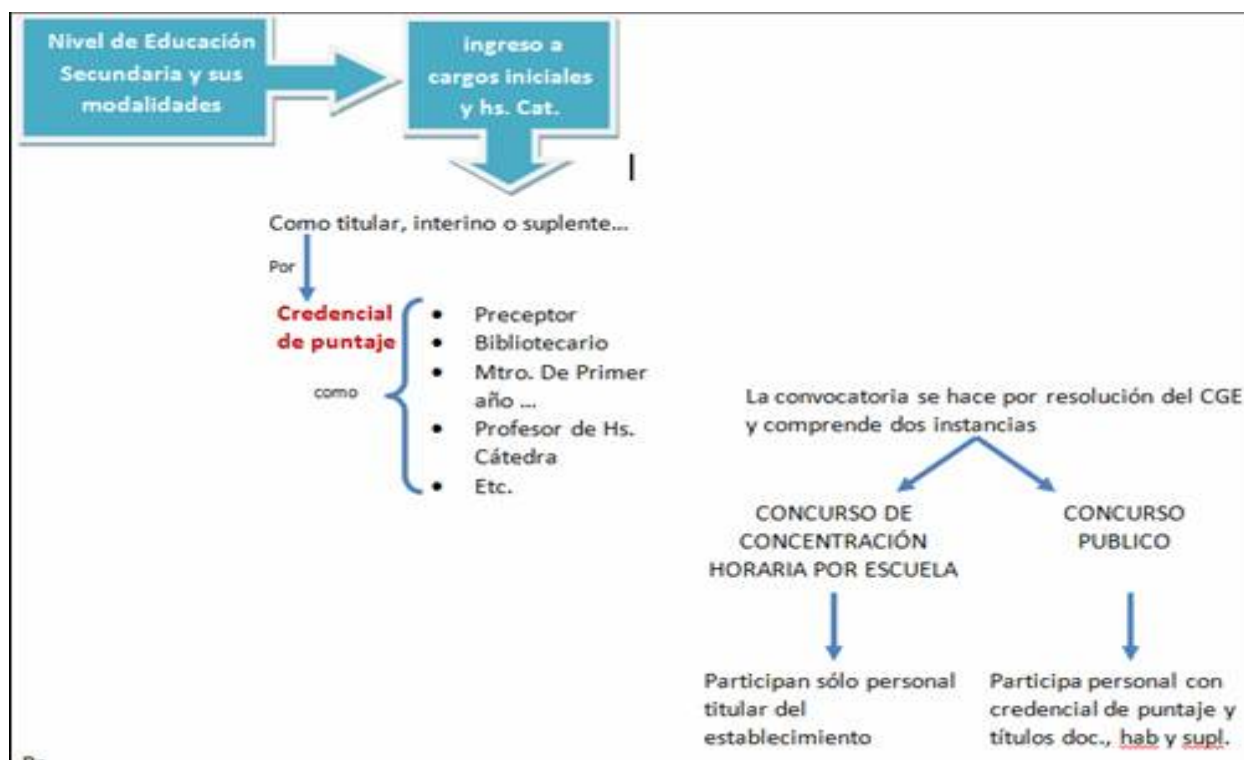 Nivel de Educación
Secundaria y sus
modalidades
Ingreso a
cargos iniciales
y hs. Cat.
Como titular, interino o suplente...
Por
Credencial
de puntaje
como
• Preceptor
• Bibliotecario
• Mtro. De Primer
año ...
• Profesor de Hs.
Cátedra
• Etc.
La convocatoria se hace por resolución del CGE
y comprende dos instancias
CONCURSO DE
CONCENTRACIÓN
HORARIA POR ESCUELA
Participan sólo personal
titular del
establecimiento
CONCURSO
PUBLICO
Participa personal con
credencial de puntaje y
títulos doc., hab y supl.